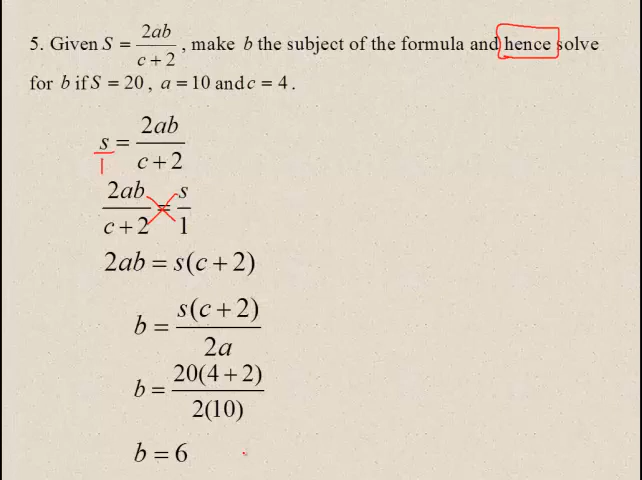 5. Given S = 2ab / c + 2 , make b the subject of the formula and hence solve
for b if S = 20 , a = 10 and c = 4 .
s / 1 = 2ab / c + 2
2ab / c + 2 = s / 1
2ab = s(c + 2)
b = s(c + 2) / 2a
b = 20(4 + 2) / 2(10)
b = 6